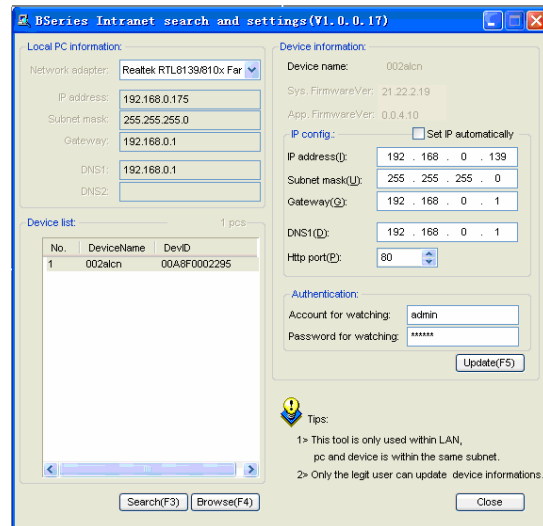 BSeries Intranet search and settings(V1.0.0.17)
Local PC information:
Network adapter: Realtek RTL8139/810x Far
IP address: 192.168.0.175
Subnet mask: 255.255.255.0
Gateway: 192.168.0.1
DNS1: 192.168.0.1
DNS2:
Device list: 1 pcs
No. DeviceName DevID
1 002alcn 00A8F0002295
Search(F3) Browse(F4)
Device information:
Device name: 002alcn
Sys. FirmwareVer: 21.22.2.19
App. FirmwareVer: 0.0.4.10
IP config.: Set IP automatically
IP address(I): 192 . 168 . 0 . 139
Subnet mask(U): 255 . 255 . 255 . 0
Gateway(G): 192 . 168 . 0 . 1
DNS1(D): 192 . 168 . 0 . 1
Http port(P): 80
Authentication:
Account for watching: admin
Password for watching: ******
Update(F5)
Tips:
1> This tool is only used within LAN,
pc and device is within the same subnet.
2> Only the legit user can update device informations.
Close